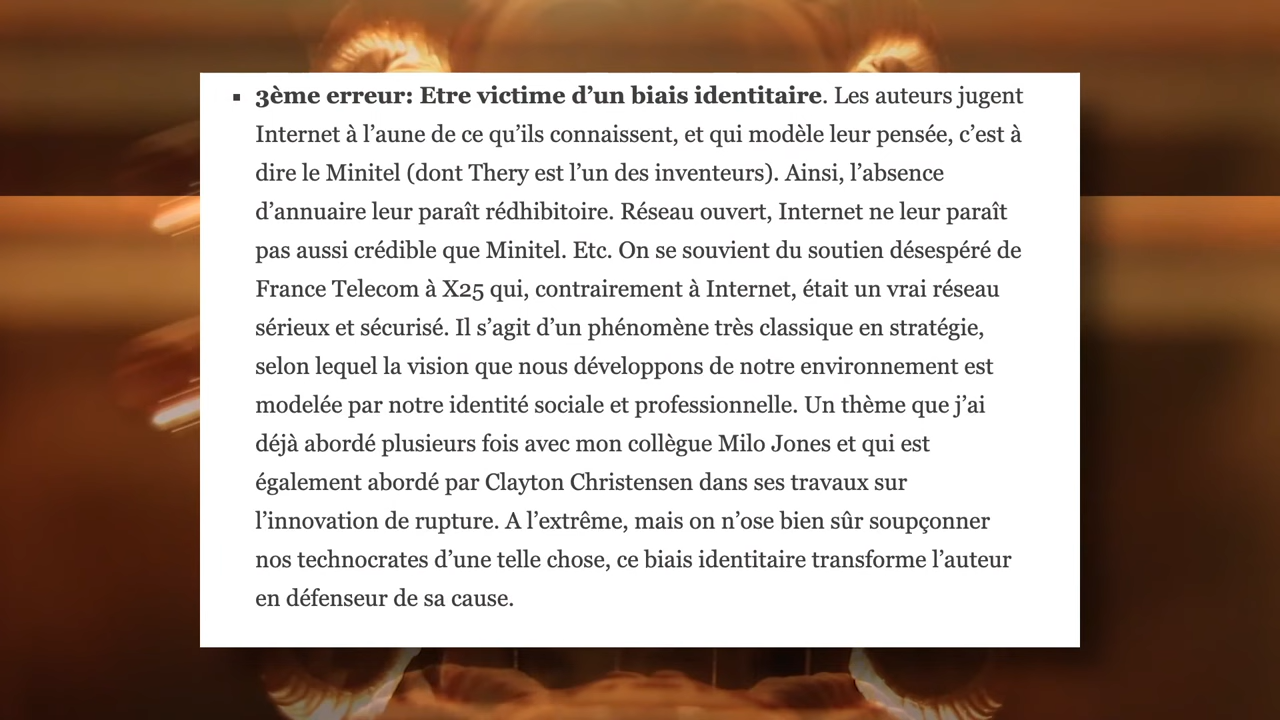 ▪ 3ème erreur: Etre victime d’un biais identitaire. Les auteurs jugent
Internet à l’aune de ce qu’ils connaissent, et qui modèle leur pensée, c’est à
dire le Minitel (dont Thery est l’un des inventeurs). Ainsi, l’absence
d’annuaire leur paraît rédhibitoire. Réseau ouvert, Internet ne leur paraît
pas aussi crédible que Minitel. Etc. On se souvient du soutien désespéré de
France Telecom à X25 qui, contrairement à Internet, était un vrai réseau
sérieux et sécurisé. Il s’agit d’un phénomène très classique en stratégie,
selon lequel la vision que nous développons de notre environnement est
modelée par notre identité sociale et professionnelle. Un thème que j’ai
déjà abordé plusieurs fois avec mon collègue Milo Jones et qui est
également abordé par Clayton Christensen dans ses travaux sur
l’innovation de rupture. A l’extrême, mais on n’ose bien sûr soupçonner
nos technocrates d’une telle chose, ce biais identitaire transforme l’auteur
en défenseur de sa cause.